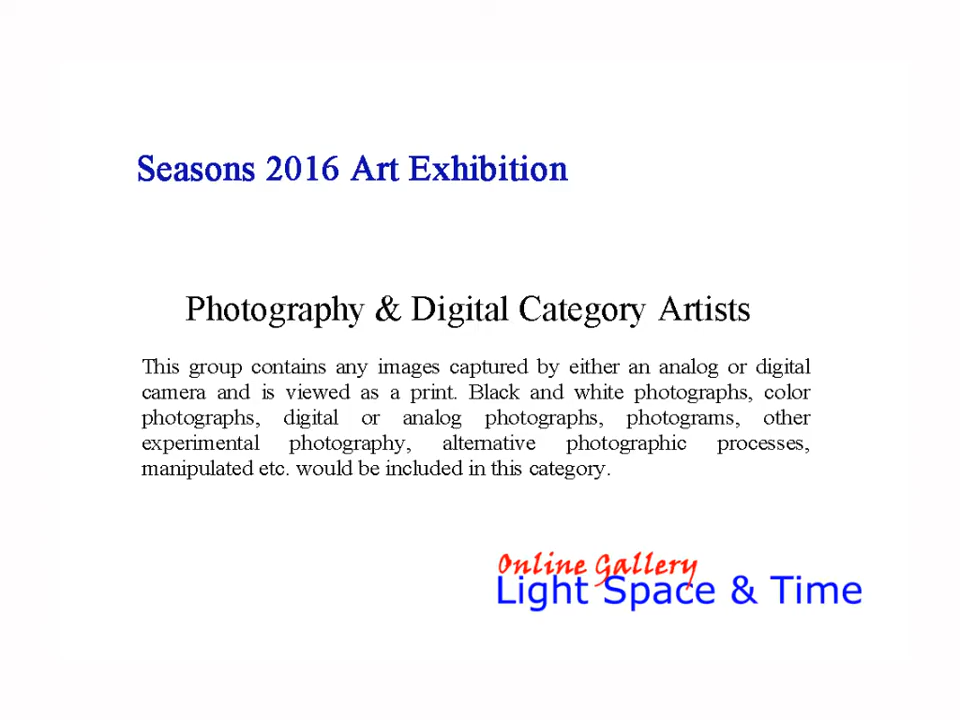 Seasons 2016 Art Exhibition
Photography & Digital Category Artists
This group contains any images captured by either an analog or digital
camera and is viewed as a print. Black and white photographs, color
photographs, digital or analog photographs, photograms, other
experimental photography, alternative photographic processes,
manipulated etc. would be included in this category.
Online Gallery
Light Space & Time